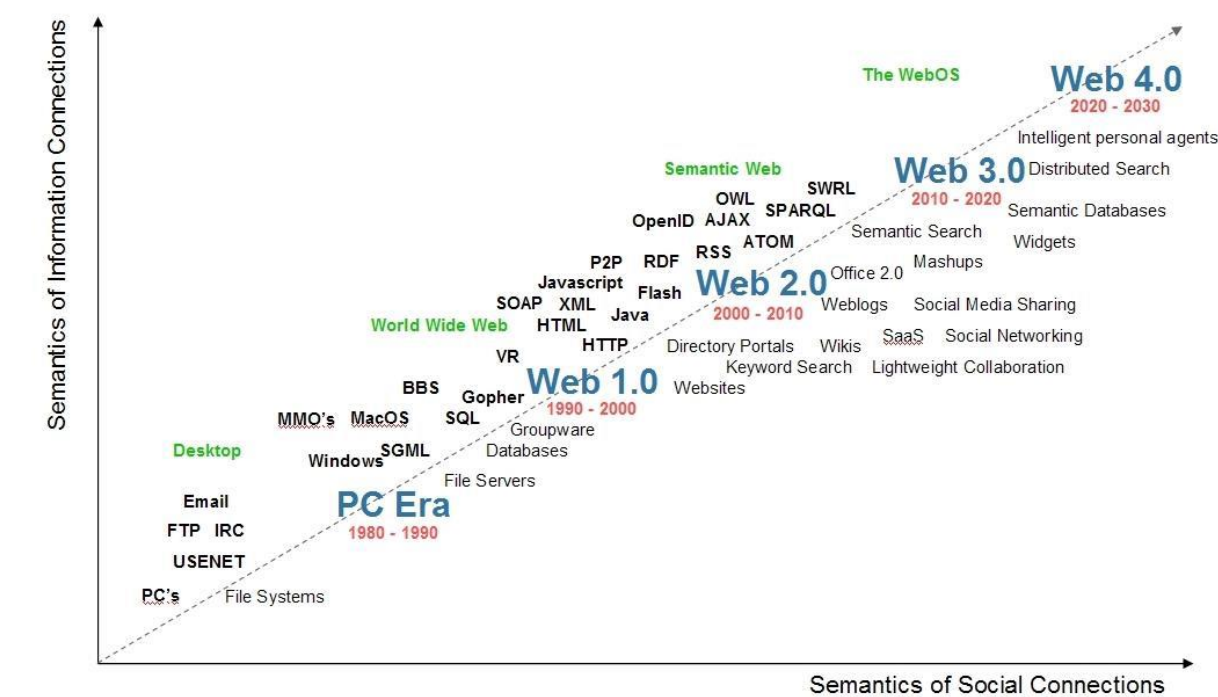 Semantics of Information Connections
The WebOS
Web 4.0
2020 - 2030
Intelligent personal agents
Semantic Web
Web 3.0
Distributed Search
2010 - 2020
SWRL
OWL
SPARQL
Semantic Databases
OpenID
AJAX
Semantic Search
Widgets
ATOM
RSS
P2P
RDF
Mashups
Office 2.0
Javascript
Web 2.0
Flash
SOAP
XML
Weblogs
Social Media Sharing
2000 - 2010
Java
World Wide Web
HTML
SaaS
Social Networking
HTTP
Directory Portals
Wikis
VR
Keyword Search
Lightweight Collaboration
Web 1.0
BBS
Websites
Gopher
1990 - 2000
MMO's
MacOS
SQL
Groupware
Desktop
SGML
Databases
Windows
File Servers
Email
PC Era
FTP
IRC
1980 - 1990
USENET
PC's
File Systems
Semantics of Social Connections